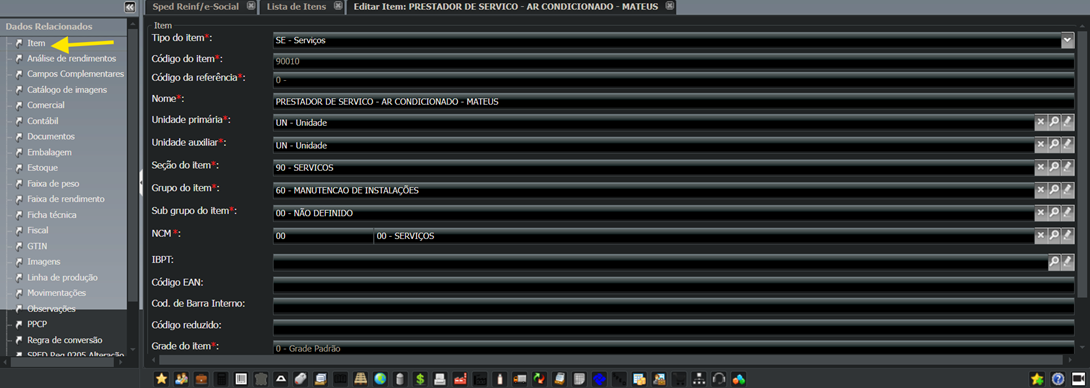 Sped Reinf/e-Social
Lista de Itens
Editar Item: PRESTADOR DE SERVICO - AR CONDICIONADO - MATEUS
Dados Relacionados
Item
Análise de rendimentos
Campos Complementares
Catálogo de imagens
Comercial
Contábil
Documentos
Embalagem
Estoque
Faixa de peso
Faixa de rendimento
Ficha técnica
Fiscal
GTIN
Imagens
Linha de produção
Movimentações
Observações
PPCP
Regra de conversão
SPED Reg 0205 Alteração
Item
Tipo do item*: SE - Serviços
Código do item*: 90010
Código da referência*: 0 -
Nome*: PRESTADOR DE SERVICO - AR CONDICIONADO - MATEUS
Unidade primária*: UN - Unidade
Unidade auxiliar*: UN - Unidade
Seção do item*: 90 - SERVICOS
Grupo do item*: 60 - MANUTENCAO DE INSTALAÇÕES
Sub grupo do item*: 00 - NÃO DEFINIDO
NCM *: 00 00 - SERVIÇOS
IBPT:
Código EAN:
Cod. de Barra Interno:
Código reduzido:
Grade do item*: 0 - Grade Padrão